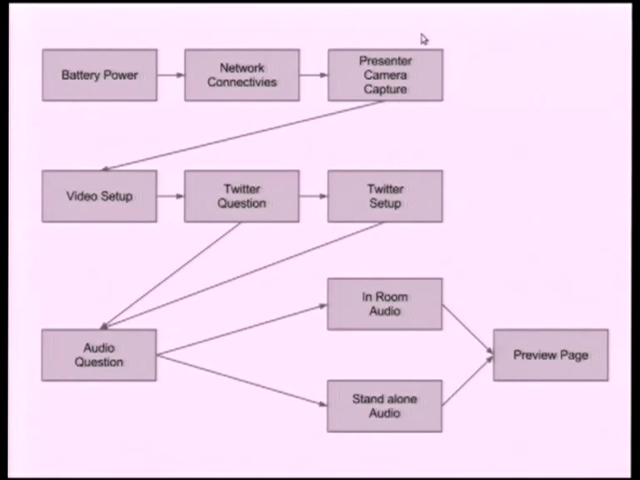 Battery Power
Network
Connectivies
Presenter
Camera
Capture
Video Setup
Twitter
Question
Twitter
Setup
In Room
Audio
Audio
Question
Preview Page
Stand alone
Audio